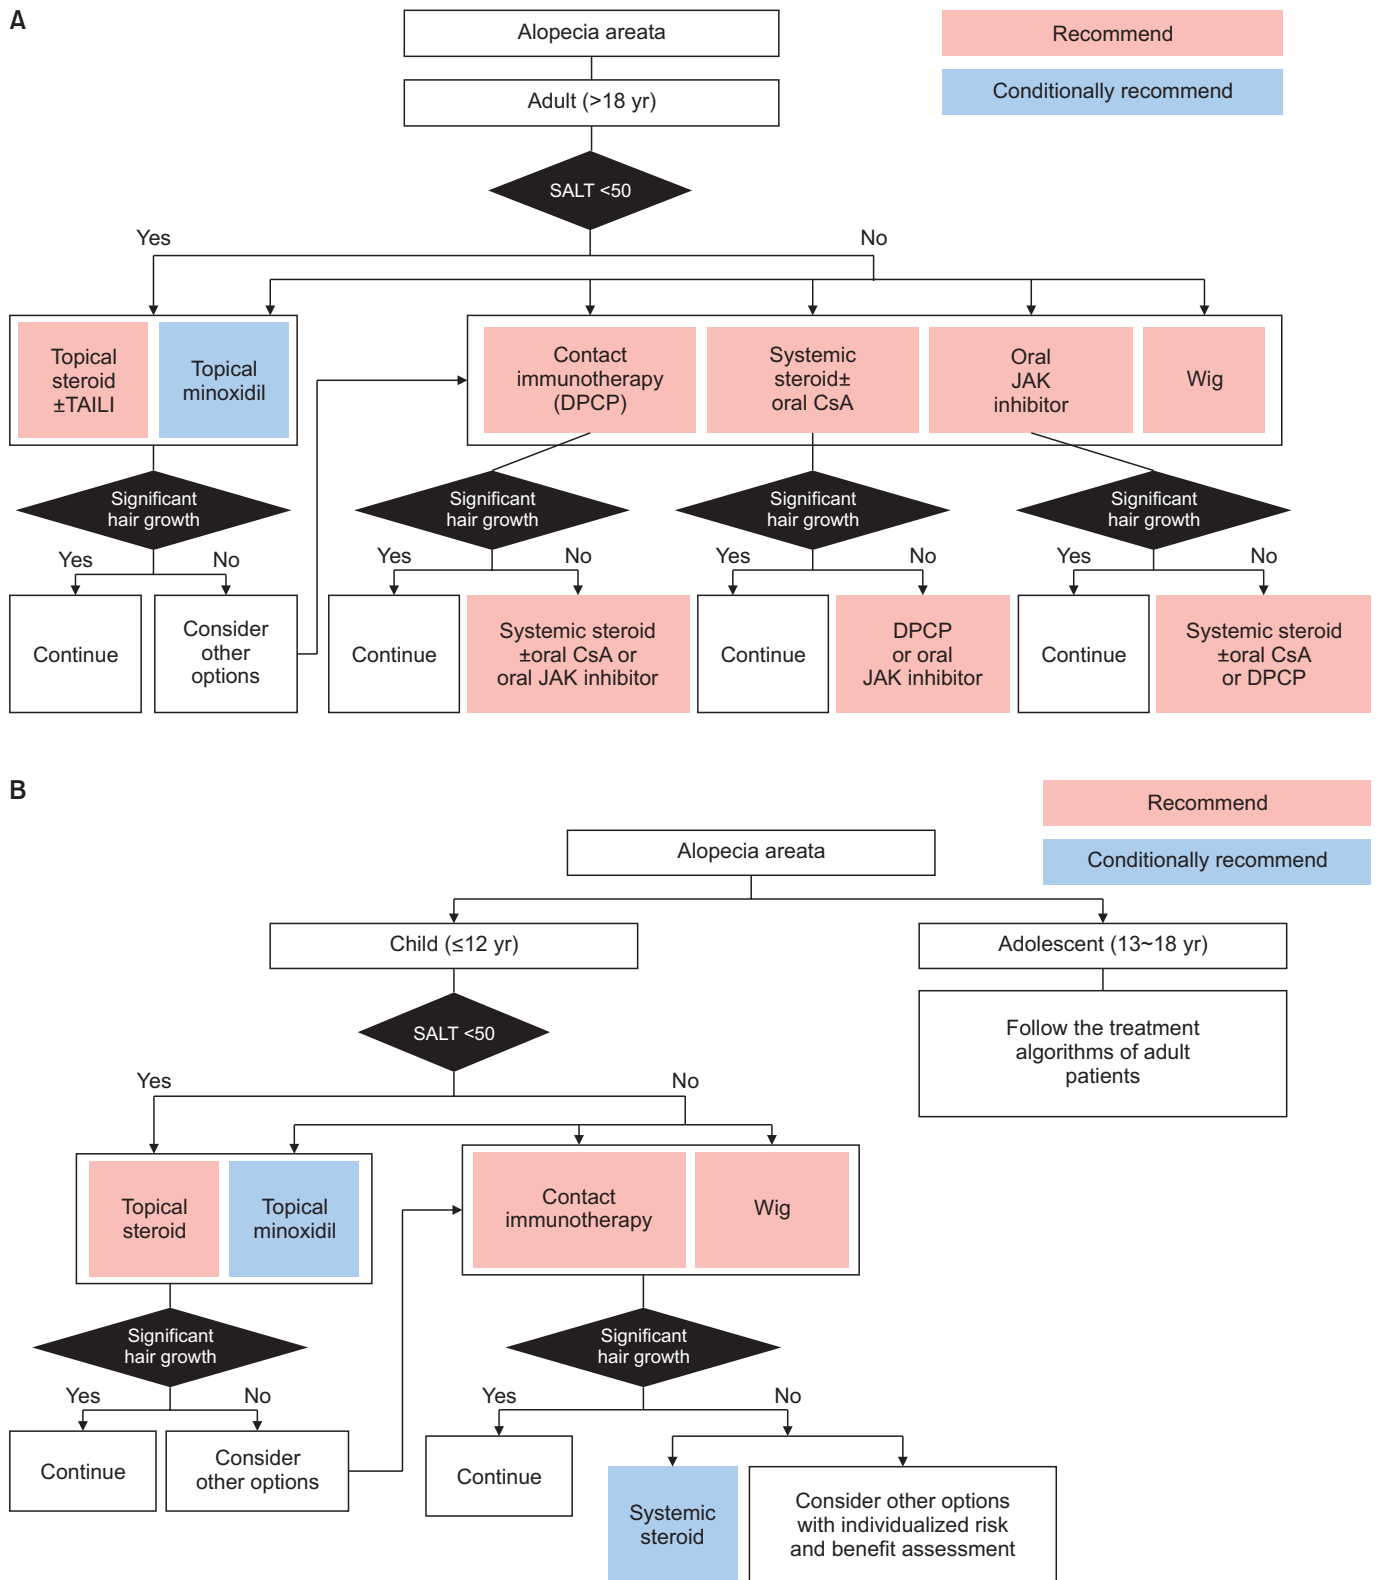 A
Alopecia areata
Recommend
Adult (>18 yr)
Conditionally recommend
SALT <50
Yes
No
Topical
steroid
±TAILI
Topical
minoxidil
Contact
immunotherapy
(DPCP)
Systemic
steroid±
oral CsA
Oral
JAK
inhibitor
Wig
Significant
hair growth
Significant
hair growth
Significant
hair growth
Significant
hair growth
Yes
No
Yes
No
Yes
No
Yes
No
Continue
Consider
other
options
Continue
Systemic steroid
±oral CsA or
oral JAK inhibitor
Continue
DPCP
or oral
JAK inhibitor
Continue
Systemic steroid
±oral CsA
or DPCP
B
Recommend
Alopecia areata
Conditionally recommend
Child (≤12 yr)
Adolescent (13~18 yr)
SALT <50
Follow the treatment
algorithms of adult
patients
Yes
No
Topical
steroid
Topical
minoxidil
Contact
immunotherapy
Wig
Significant
hair growth
Significant
hair growth
Yes
No
Yes
No
Continue
Consider
other options
Continue
Systemic
steroid
Consider other options
with individualized risk
and benefit assessment